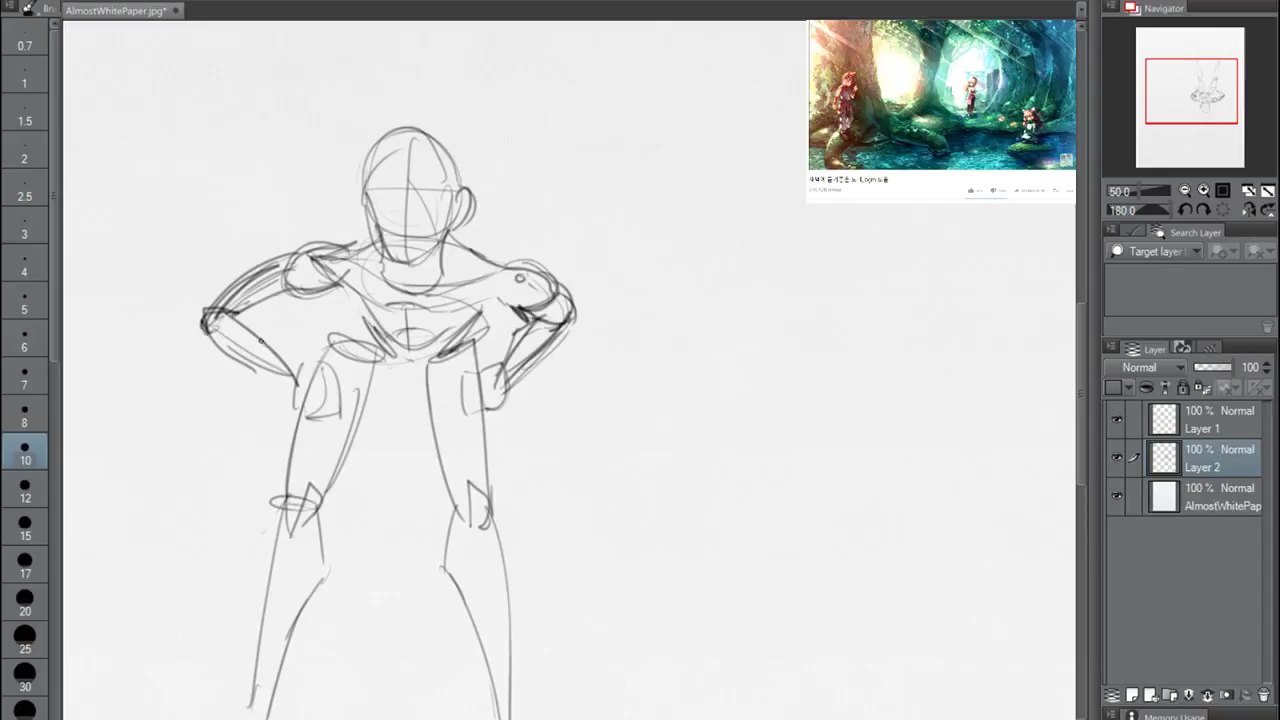 Bru
AlmostWhitePaper.jpg*
Navigator
0.7
1
1.5
2
2.5
3
4
5
6
7
8
10
12
15
17
20
25
30
50.0
180.0
Search Layer
Target layer
Layer
Normal
100
100 % Normal
Layer 1
100 % Normal
Layer 2
100 % Normal
AlmostWhitePap
Memory Usage